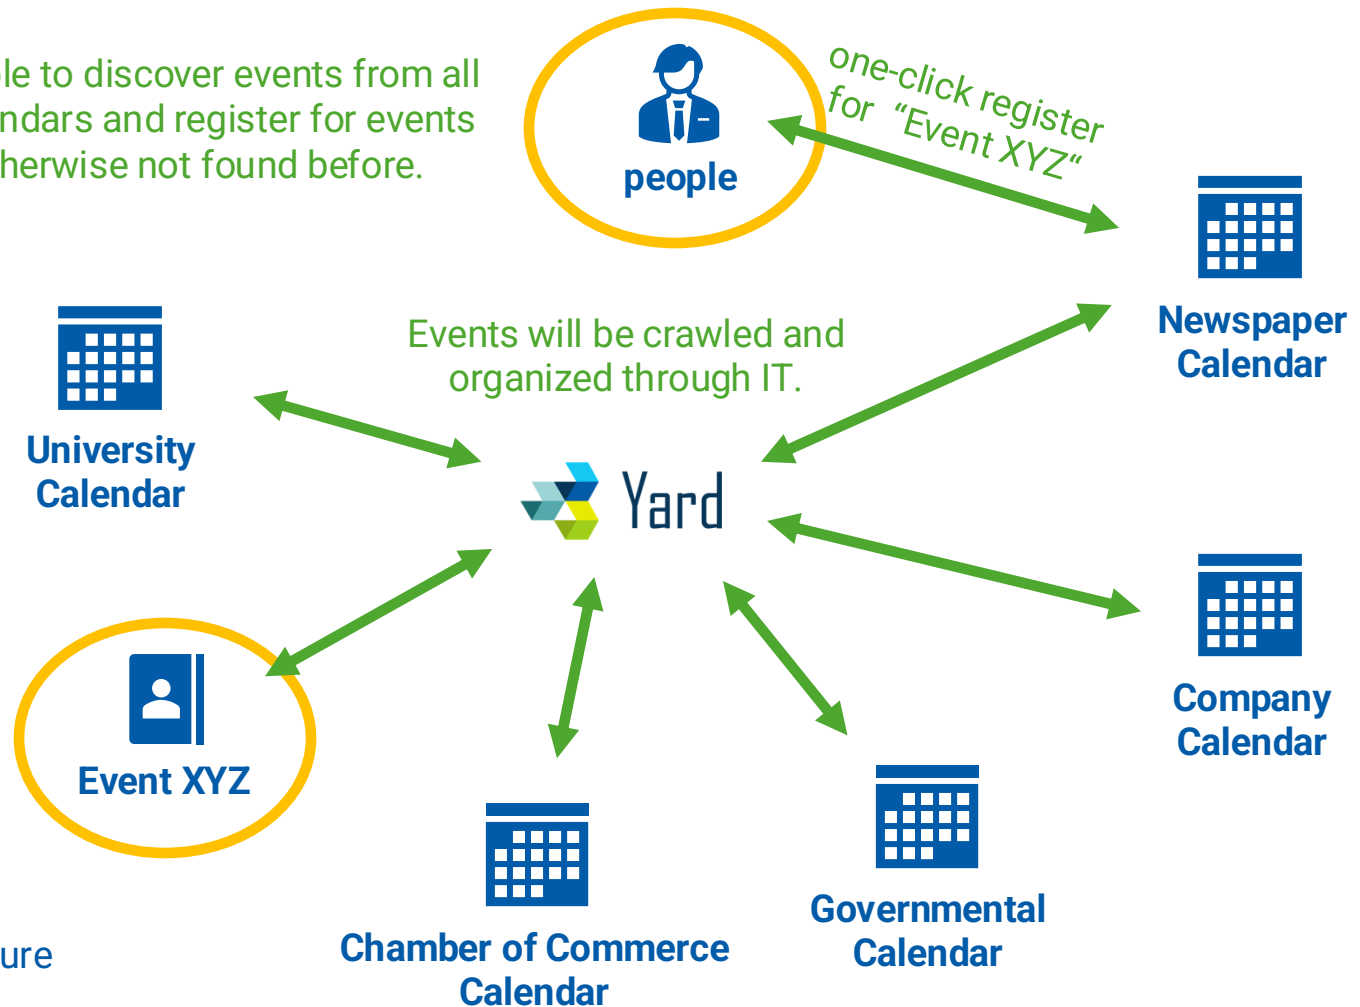 le to discover events from all
ndars and register for events
herwise not found before.
people
one-click register
for "Event XYZ“
Newspaper
Calendar
Events will be crawled and
organized through IT.
University
Calendar
Yard
Company
Calendar
Event XYZ
Governmental
Calendar
Chamber of Commerce
Calendar
ure